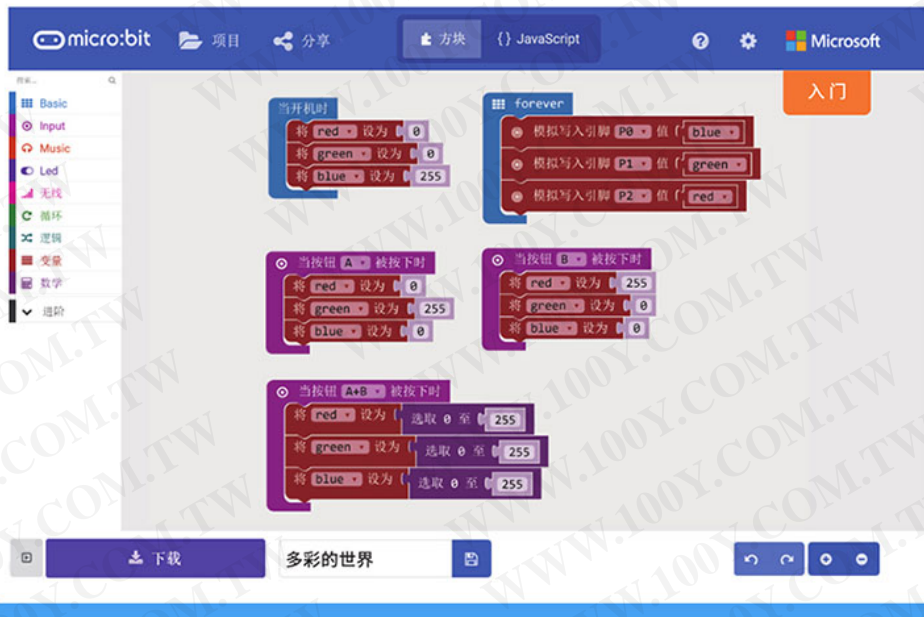 micro:bit 项目 分享 方块 {} JavaScript ? Microsoft
搜索...
入门
Basic
Input
Music
Led
无线
循环
逻辑
变量
数学
进阶
当开机时
将 red 设为 0
将 green 设为 0
将 blue 设为 255
forever
模拟写入引脚 P0 值 blue
模拟写入引脚 P1 值 green
模拟写入引脚 P2 值 red
当按钮 A 被按下时
将 red 设为 0
将 green 设为 255
将 blue 设为 0
当按钮 B 被按下时
将 red 设为 255
将 green 设为 0
将 blue 设为 0
当按钮 A+B 被按下时
将 red 设为 选取 0 至 255
将 green 设为 选取 0 至 255
将 blue 设为 选取 0 至 255
下载 多彩的世界
WWW.100Y.COM.TW